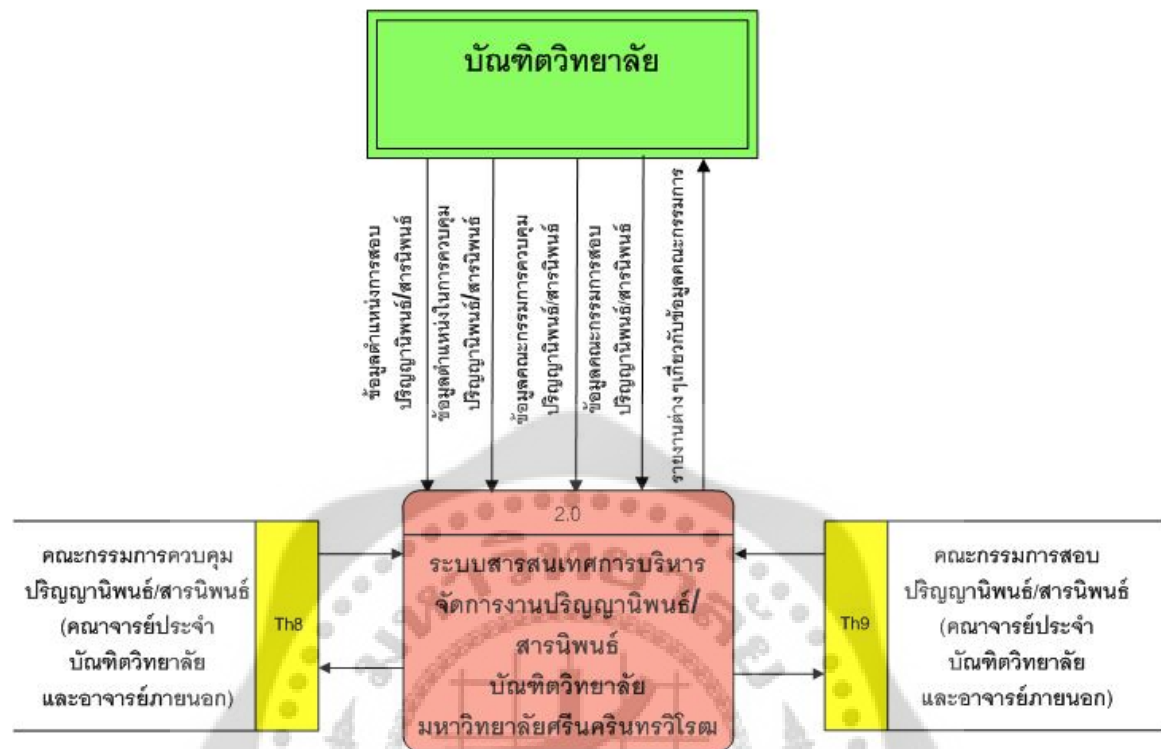 บัณฑิตวิทยาลัย
ข้อมูลตำแหน่งการสอบ
ปริญญานิพนธ์/สารนิพนธ์
ข้อมูลตำแหน่งในการควบคุม
ปริญญานิพนธ์/สารนิพนธ์
ข้อมูลคณะกรรมการควบคุม
ปริญญานิพนธ์/สารนิพนธ์
ข้อมูลคณะกรรมการสอบ
ปริญญานิพนธ์/สารนิพนธ์
รายงานต่างๆเกี่ยวกับข้อมูลคณะกรรมการ
คณะกรรมการควบคุม
ปริญญานิพนธ์/สารนิพนธ์
(คณาจารย์ประจำ
บัณฑิตวิทยาลัย
และอาจารย์ภายนอก)
Th8
2.0
ระบบสารสนเทศการบริหาร
จัดการงานปริญญานิพนธ์/
สารนิพนธ์
บัณฑิตวิทยาลัย
มหาวิทยาลัยศรีนครินทรวิโรฒ
Th9
คณะกรรมการสอบ
ปริญญานิพนธ์/สารนิพนธ์
(คณาจารย์ประจำ
บัณฑิตวิทยาลัย
และอาจารย์ภายนอก)